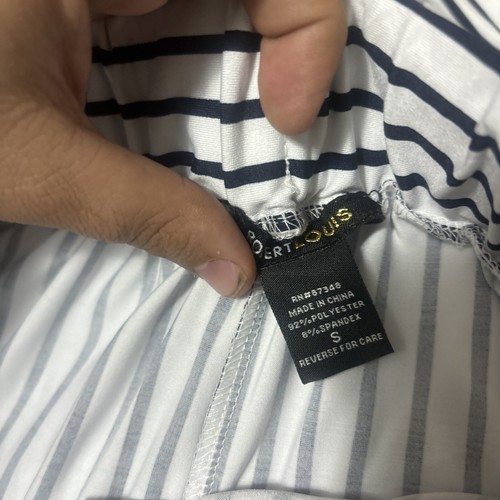 LOUIS
RN#87348
MADE IN CHINA
92%POLYESTER
8%SPANDEX
S
REVERSE FOR CARE